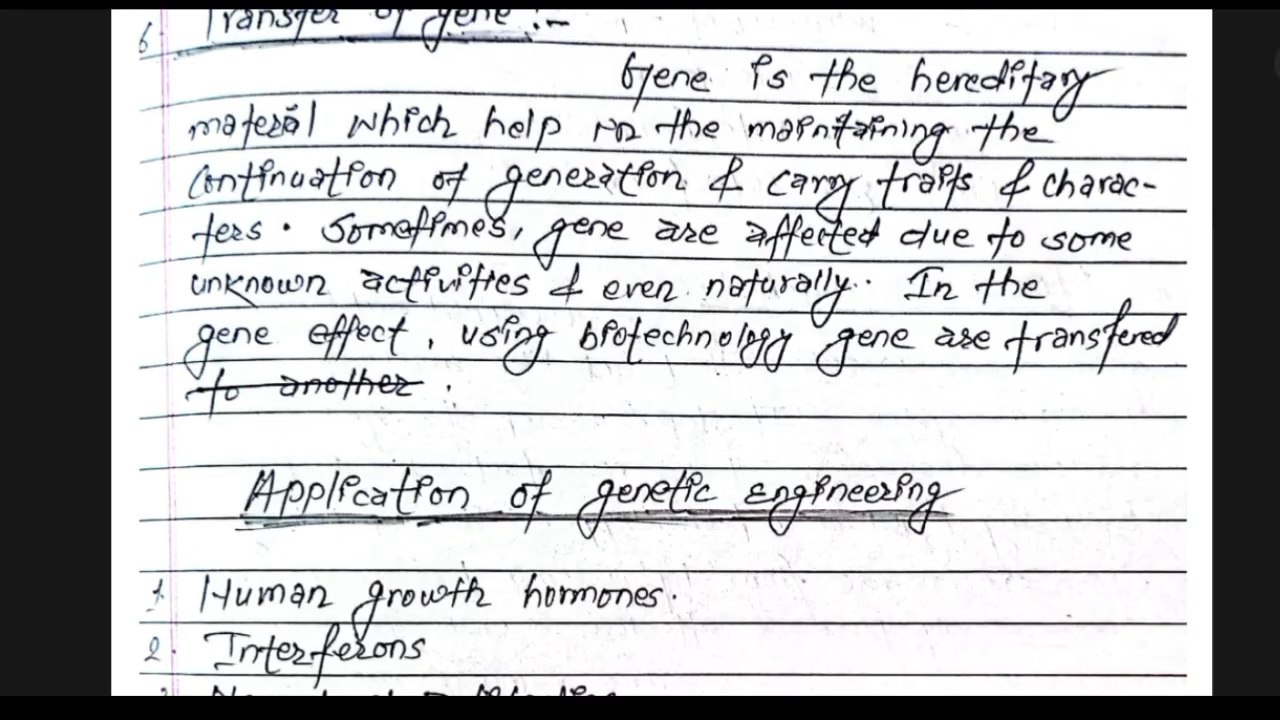 6 Transfer of gene :-
Gene is the hereditary
material which help in the maintaining the
continuation of generation & carry traits & charac-
ters. Sometimes, gene are affected due to some
unknown activities & even naturally. In the
gene effect, using biotechnology gene are transfered
to another.
Application of genetic engineering
1. Human growth hormones.
2. Interferons